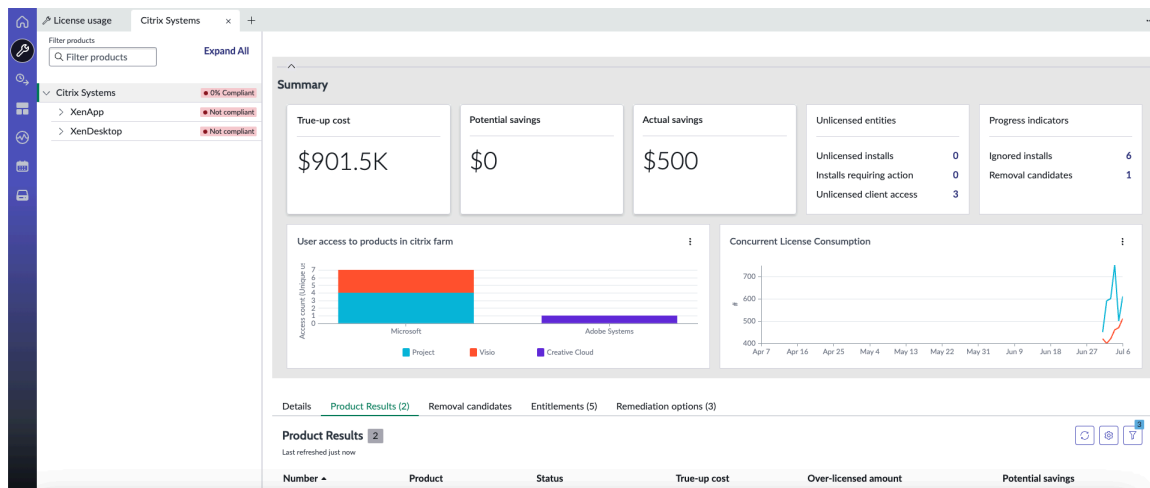 License usage
Citrix Systems × +
Filter products
Filter products
Expand All
Citrix Systems
0% Compliant
XenApp
Not compliant
XenDesktop
Not compliant
Summary
True-up cost
$901.5K
Potential savings
$0
Actual savings
$500
Unlicensed entities
Unlicensed installs 0
Installs requiring action 0
Unlicensed client access 3
Progress indicators
Ignored installs 6
Removal candidates 1
User access to products in citrix farm
Access count (Unique u
7
6
5
4
3
2
1
0
Microsoft
Adobe Systems
Project
Visio
Creative Cloud
Concurrent License Consumption
#
700
600
500
400
Apr 7 Apr 16 Apr 25 May 4 May 13 May 22 May 31 Jun 9 Jun 18 Jun 27 Jul 6
Details Product Results (2) Removal candidates Entitlements (5) Remediation options (3)
Product Results 2
3
Last refreshed just now
Number Product Status True-up cost Over-licensed amount Potential savings